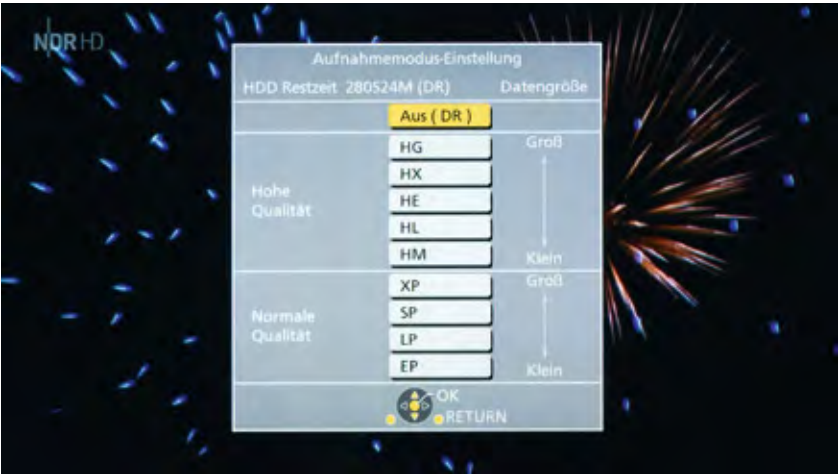 NDR HD
Aufnahmemodus-Einstellung
HDD Restzeit 280S24M (DR) Datengröße
Aus ( DR )
Hohe Qualität
HG
HX
HE
HL
HM
Groß
Klein
Normale Qualität
XP
SP
LP
EP
Groß
Klein
OK
RETURN